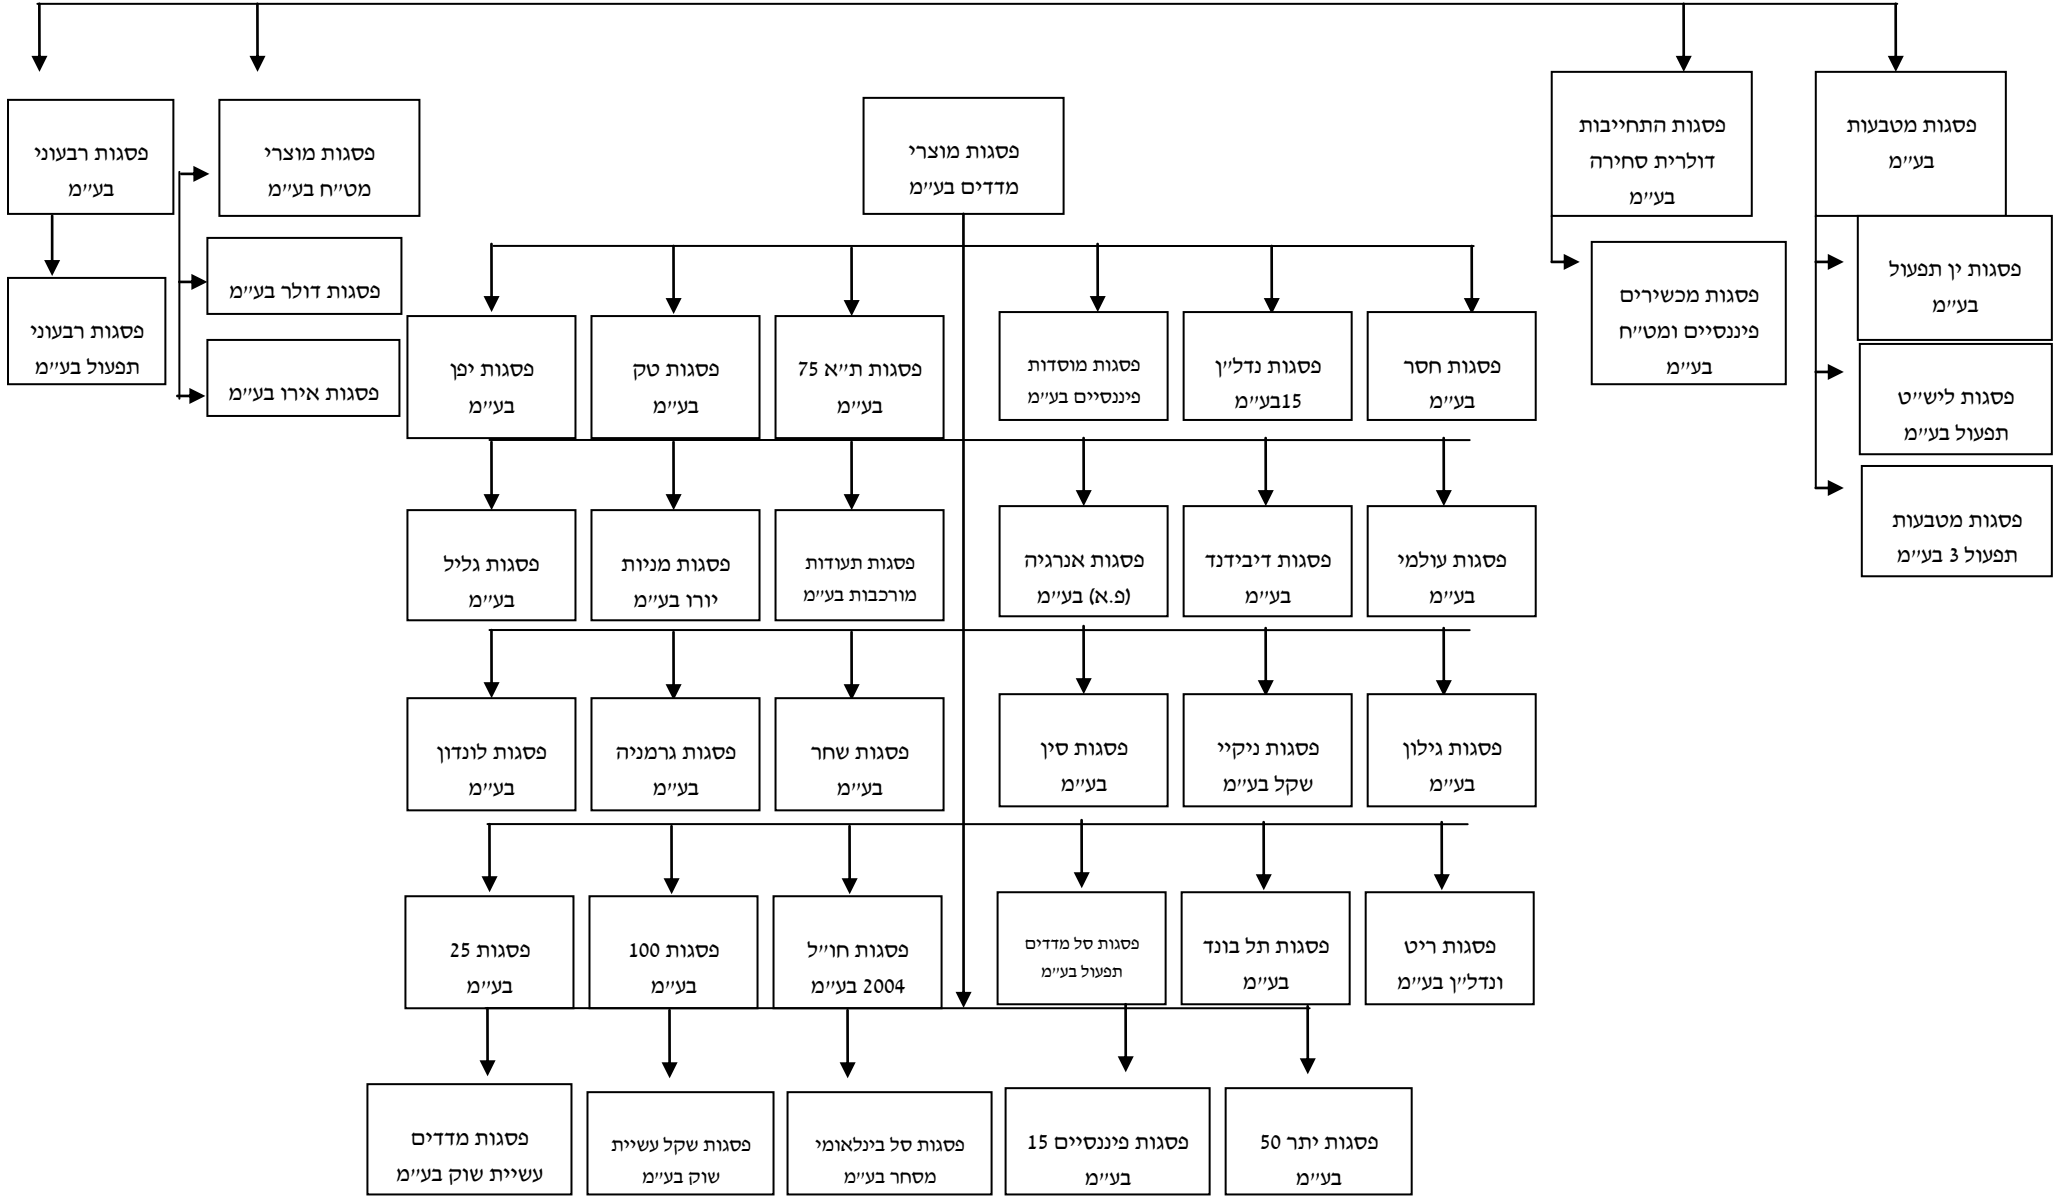 פסגות מטבעות
בע״מ
פסגות התחייבות
דולרית סחירה
בע״מ
פסגות מוצרי
מדדים בע״מ
פסגות מוצרי
מט״ח בע״מ
פסגות רבעוני
בע״מ
פסגות ין תפעול
בע״מ
פסגות ליש״ט
תפעול בע״מ
פסגות מטבעות
תפעול 3 בע״מ
פסגות מכשירים
פיננסיים ומט״ח
בע״מ
פסגות דולר בע״מ
פסגות אירו בע״מ
פסגות רבעוני
תפעול בע״מ
פסגות חסר
בע״מ
פסגות נדל״ן
15בע״מ
פסגות מוסדות
פיננסיים בע״מ
פסגות ת״א 75
בע״מ
פסגות טק
בע״מ
פסגות יפן
בע״מ
פסגות עולמי
בע״מ
פסגות דיבידנד
בע״מ
פסגות אנרגיה
(פ.א) בע״מ
פסגות תעודות
מורכבות בע״מ
פסגות מניות
יורו בע״מ
פסגות גליל
בע״מ
פסגות גילון
בע״מ
פסגות ניקיי
שקל בע״מ
פסגות סין
בע״מ
פסגות שחר
בע״מ
פסגות גרמניה
בע״מ
פסגות לונדון
בע״מ
פסגות ריט
ונדל״ן בע״מ
פסגות תל בונד
בע״מ
פסגות סל מדדים
תפעול בע״מ
פסגות חו״ל
2004 בע״מ
פסגות 100
בע״מ
פסגות 25
בע״מ
פסגות יתר 50
בע״מ
פסגות פיננסיים 15
בע״מ
פסגות סל בינלאומי
מסחר בע״מ
פסגות שקל עשיית
שוק בע״מ
פסגות מדדים
עשיית שוק בע״מ